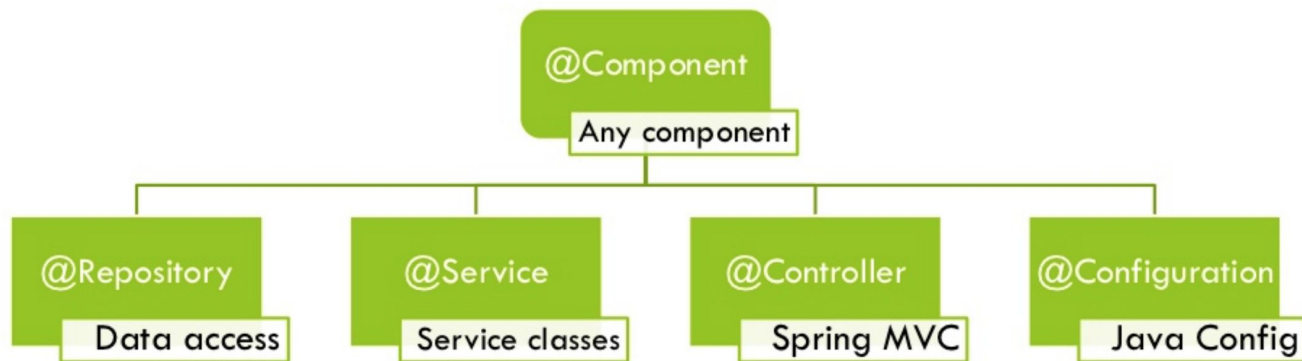 @Component
Any component
@Repository
Data access
@Service
Service classes
@Controller
Spring MVC
@Configuration
Java Config